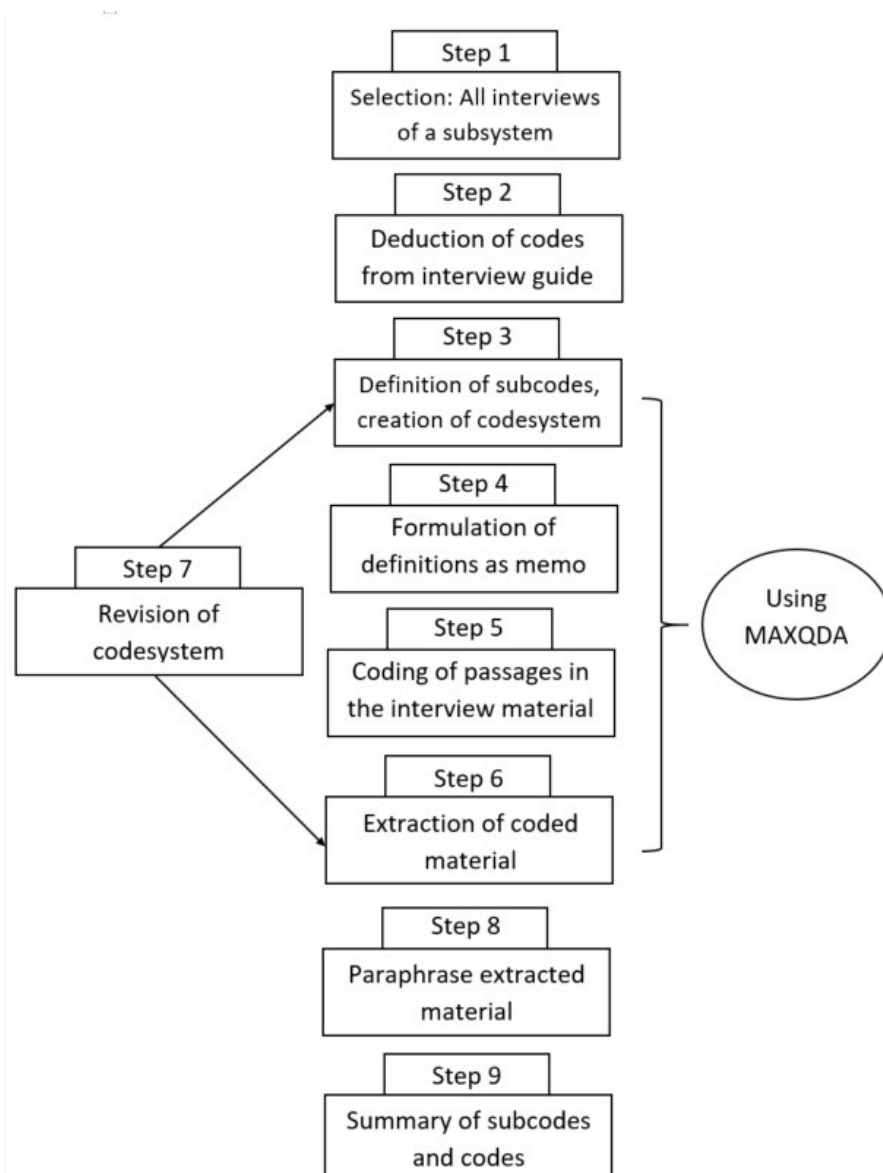 Step 1
Selection: All interviews
of a subsystem
Step 2
Deduction of codes
from interview guide
Step 3
Definition of subcodes,
creation of codesystem
Step 4
Formulation of
definitions as memo
Step 7
Revision of
codesystem
Using
MAXQDA
Step 5
Coding of passages in
the interview material
Step 6
Extraction of coded
material
Step 8
Paraphrase extracted
material
Step 9
Summary of subcodes
and codes